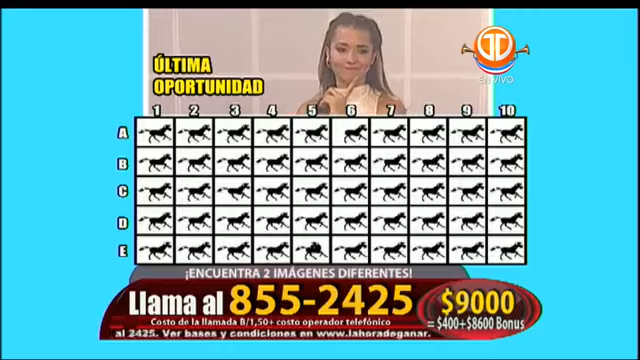 ÚLTIMA
OPORTUNIDAD
EN VIVO
1 2 3 4 5 6 7 8 9 10
A
B
C
D
E
¡ENCUENTRA 2 IMÁGENES DIFERENTES!
Llama al 855-2425
$9000
= $400+$8600 Bonus
Costo de la llamada B/1,50+ costo operador telefónico
al 2425. Ver bases y condiciones en www.lahoradeganar.